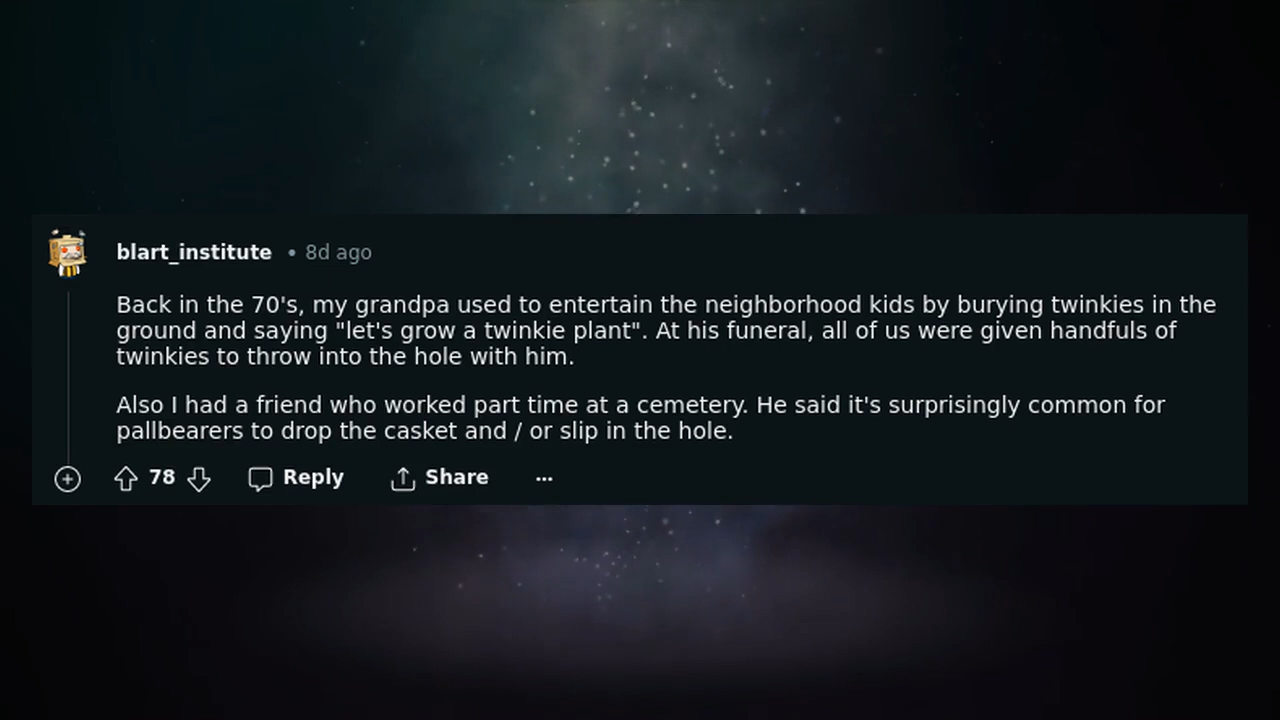 blart_institute • 8d ago
Back in the 70's, my grandpa used to entertain the neighborhood kids by burying twinkies in the
ground and saying "let's grow a twinkie plant". At his funeral, all of us were given handfuls of
twinkies to throw into the hole with him.
Also I had a friend who worked part time at a cemetery. He said it's surprisingly common for
pallbearers to drop the casket and / or slip in the hole.
78 Reply Share ...